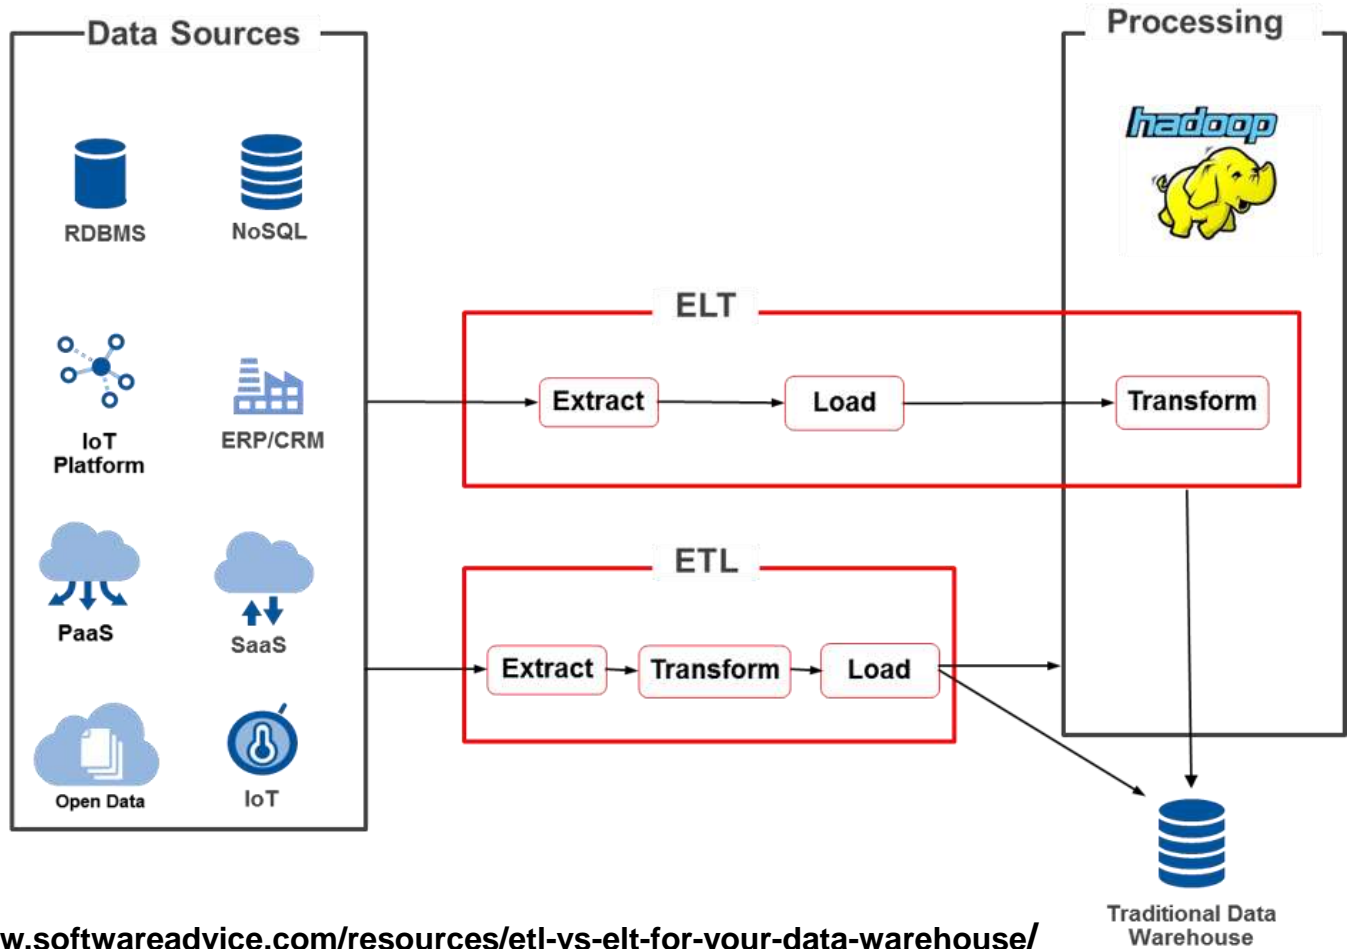 Data Sources
Processing
hadoop
RDBMS
NoSQL
ELT
Extract
Load
Transform
IoT
Platform
ERP/CRM
ETL
PaaS
SaaS
Extract
Transform
Load
Open Data
IoT
Traditional Data
Warehouse
w.softwareadvice.com/resources/etl-vs-elt-for-your-data-warehouse/